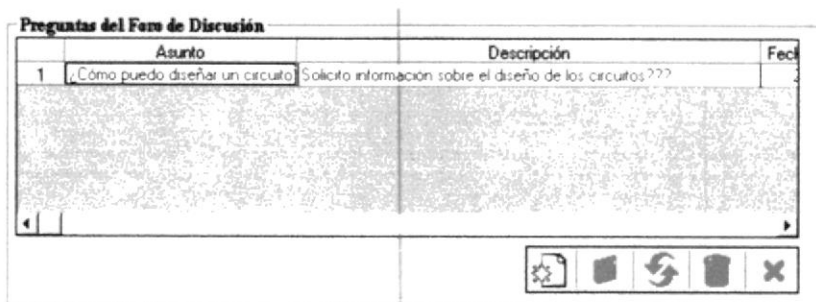 Preguntas del Foro de Discusión
Asunto Descripción Fech
1 ¿Cómo puedo diseñar un circuito Solicito información sobre el diseño de los circuitos???